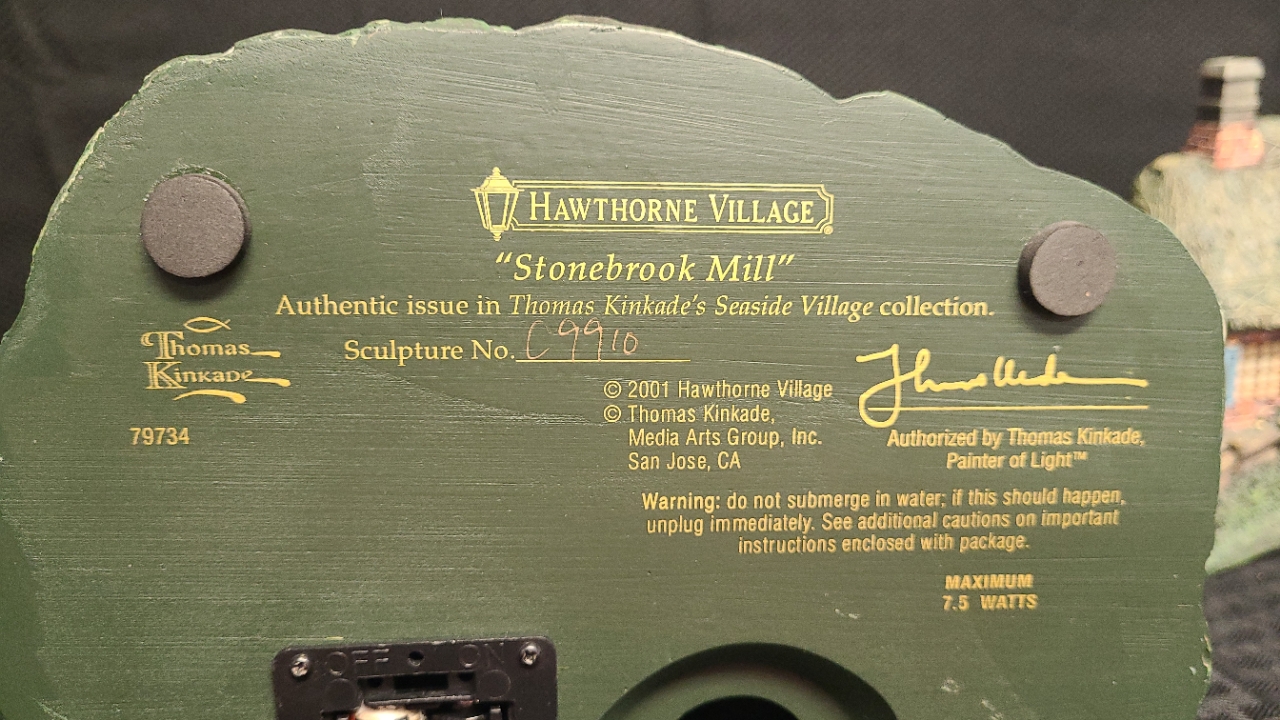 HAWTHORNE VILLAGE®
"Stonebrook Mill"
Authentic issue in Thomas Kinkade's Seaside Village collection.
Sculpture No. C9910
Thomas
Kinkade
79734
© 2001 Hawthorne Village
© Thomas Kinkade,
Media Arts Group, Inc.
San Jose, CA
Authorized by Thomas Kinkade,
Painter of Light™
Warning: do not submerge in water; if this should happen,
unplug immediately. See additional cautions on important
instructions enclosed with package.
MAXIMUM
7.5 WATTS
OFF ON